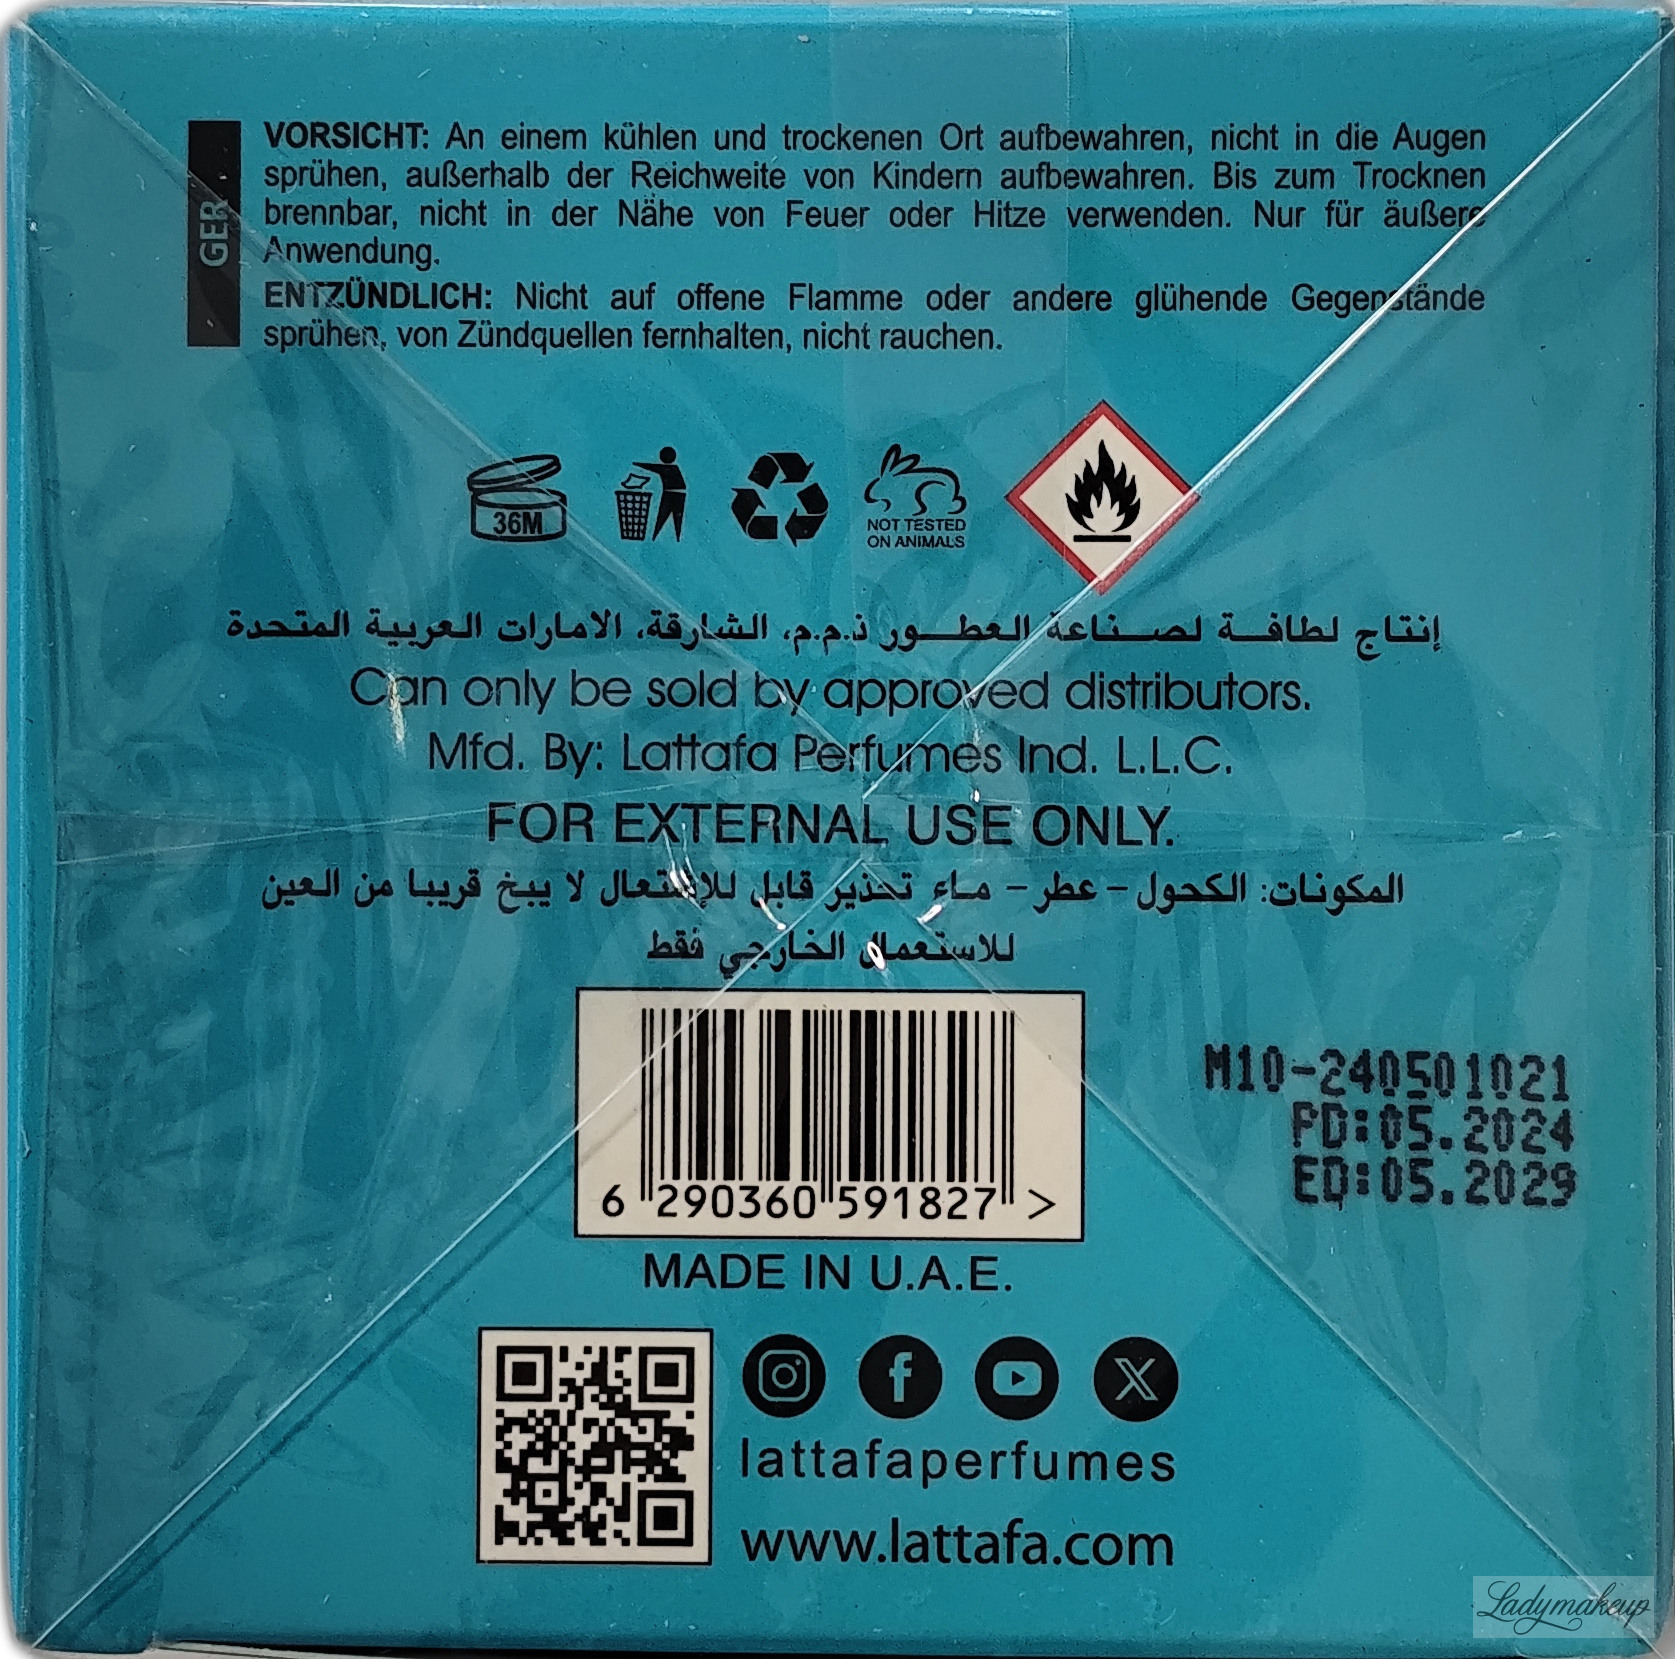 GER
VORSICHT: An einem kühlen und trockenen Ort aufbewahren, nicht in die Augen
sprühen, außerhalb der Reichweite von Kindern aufbewahren. Bis zum Trocknen
brennbar, nicht in der Nähe von Feuer oder Hitze verwenden. Nur für äußere
Anwendung.
ENTZÜNDLICH: Nicht auf offene Flamme oder andere glühende Gegenstände
sprühen, von Zündquellen fernhalten, nicht rauchen.
36M
NOT TESTED
ON ANIMALS
إنتاج لطافة لصناعة العطور ذ.م.م، الشارقة، الامارات العربية المتحدة
Can only be sold by approved distributors.
Mfd. By: Lattafa Perfumes Ind. L.L.C.
FOR EXTERNAL USE ONLY.
المكونات: الكحول - عطر - ماء تحذير قابل للإشتعال لا يبخ قريبا من العين
للاستعمال الخارجي فقط
M10-240501021
PD:05.2024
ED:05.2029
6 290360 591827 >
MADE IN U.A.E.
lattafaperfumes
www.lattafa.com
Ladymakeup